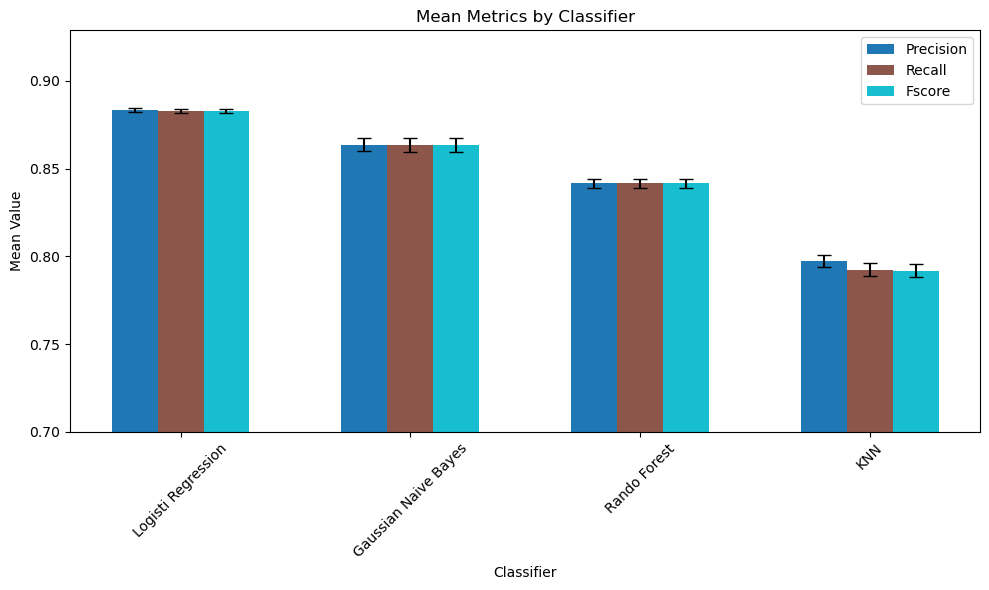 Mean Metrics by Classifier
Precision
Recall
Fscore
Mean Value
0.90
0.85
0.80
0.75
0.70
Logisti Regression
Gaussian Naive Bayes
Rando Forest
KNN
Classifier